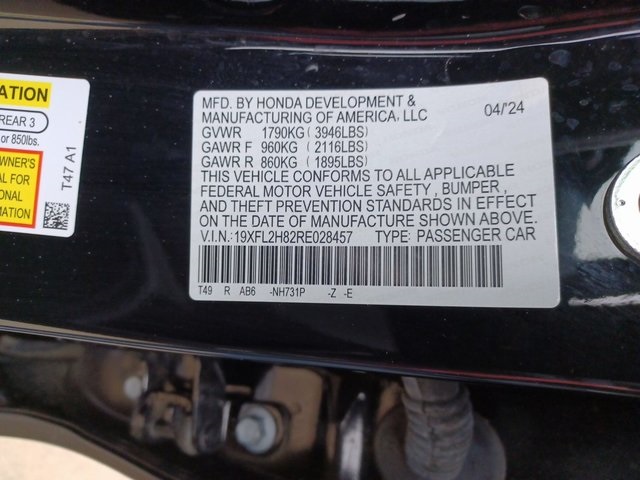 ATION
REAR 3
or 850lbs.
WNER'S
AL FOR
ONAL
RMATION
T47 A1
MFD. BY HONDA DEVELOPMENT &
MANUFACTURING OF AMERICA, LLC 04/'24
GVWR 1790KG ( 3946LBS)
GAWR F 960KG ( 2116LBS)
GAWR R 860KG ( 1895LBS)
THIS VEHICLE CONFORMS TO ALL APPLICABLE
FEDERAL MOTOR VEHICLE SAFETY , BUMPER ,
AND THEFT PREVENTION STANDARDS IN EFFECT
ON THE DATE OF MANUFACTURE SHOWN ABOVE.
V.I.N.:19XFL2H82RE028457 TYPE: PASSENGER CAR
T49 R AB6 -NH731P -Z -E